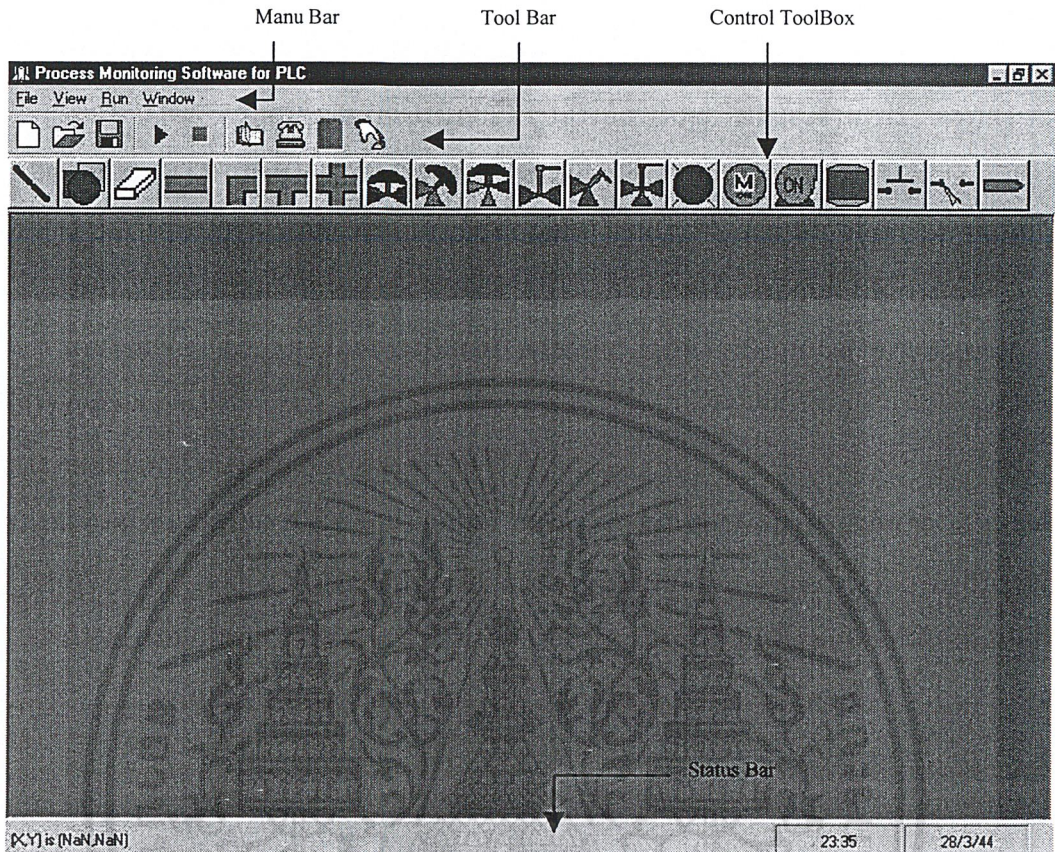 Manu Bar
Tool Bar
Control ToolBox
Process Monitoring Software for PLC
File View Run Window
M
ON
Status Bar
(X,Y) is (NaN,NaN)
23:35
28/3/44